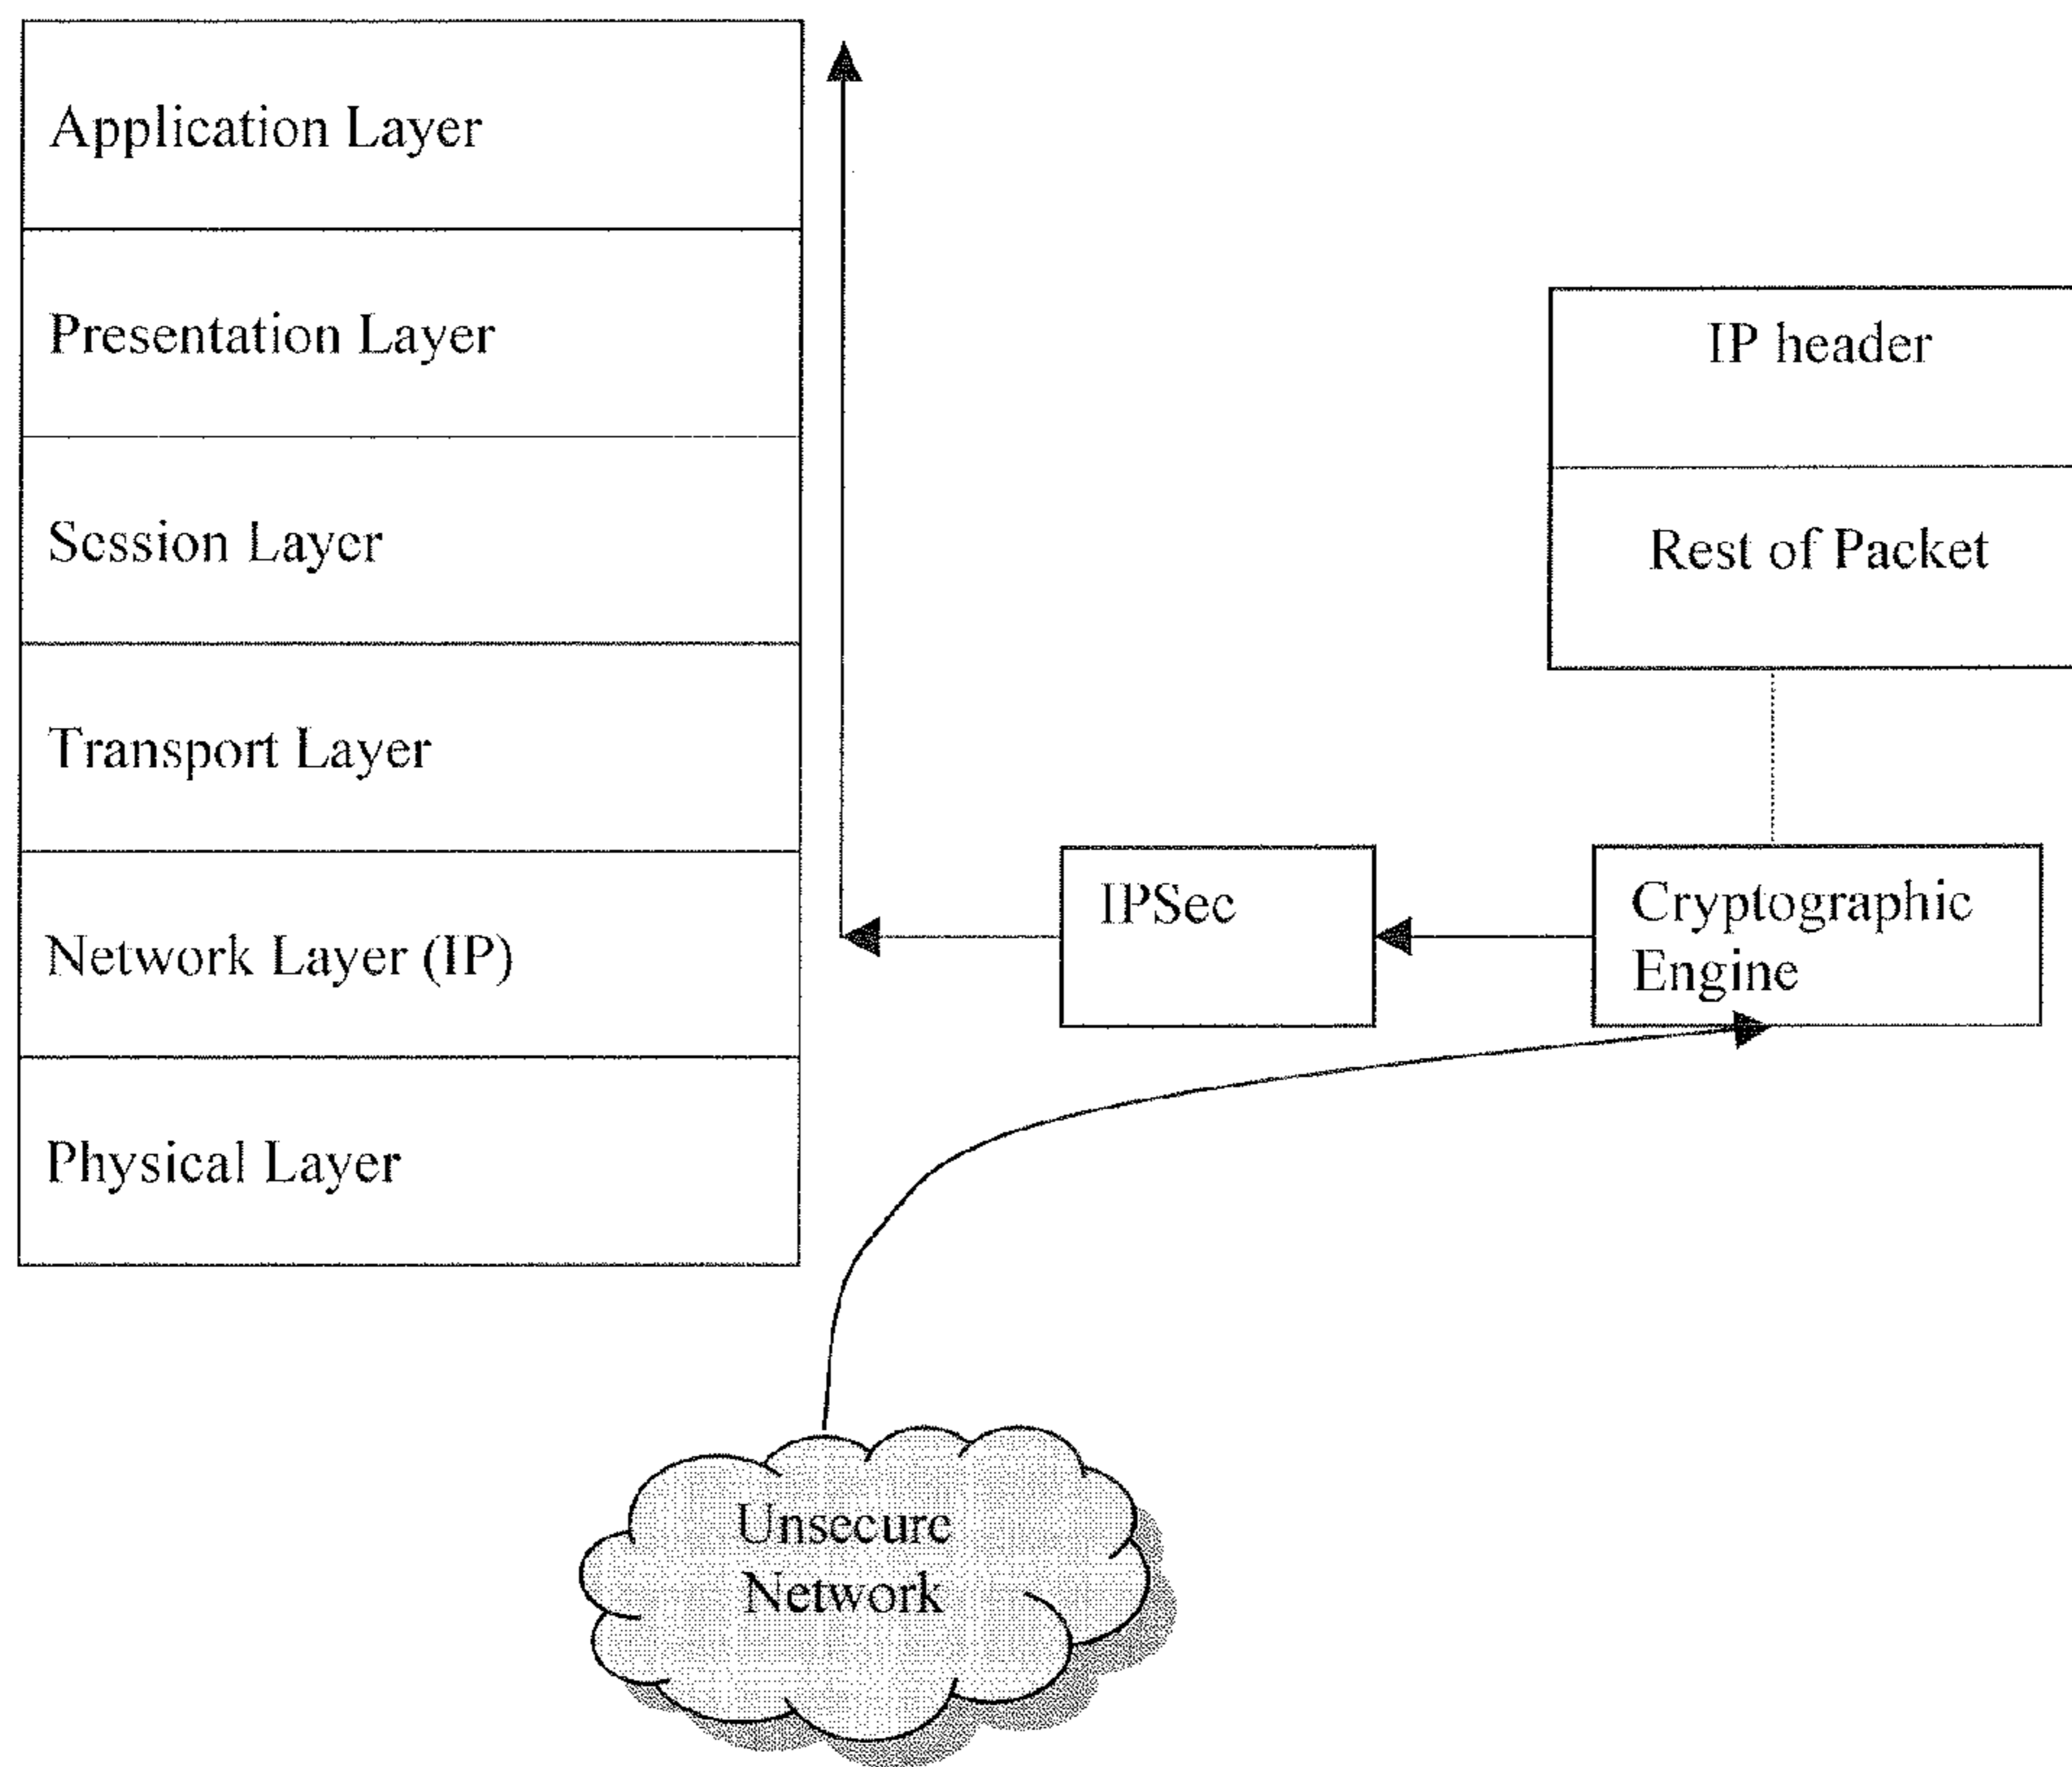 Application Layer
Presentation Layer
Session Layer
Transport Layer
Network Layer (IP)
Physical Layer
IP header
Rest of Packet
IPSec
Cryptographic
Engine
Unsecure
Network